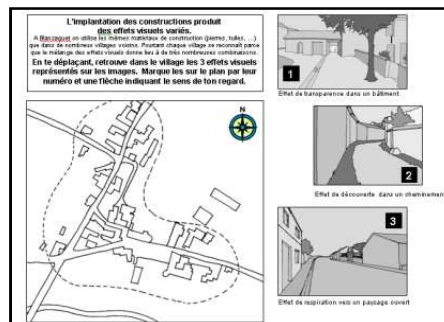 L'Implantation des constructions produit
des effets visuels variés.
A Blanzaguet on utilise les mêmes matériaux de construction (pierres, tuiles, ...)
que dans de nombreux villages voisins. Pourtant chaque village se reconnaît parce
que le mélange des effets visuels donne lieu à de très nombreuses combinaisons.
En te déplaçant, retrouve dans le village les 3 effets visuels
représentés sur les images. Marque les sur le plan par leur
numéro et une flèche indiquant le sens de ton regard.
N
1
Effet de transparence dans un bâtiment
2
Effet de découverte dans un cheminement
3
Effet de respiration vers un paysage ouvert